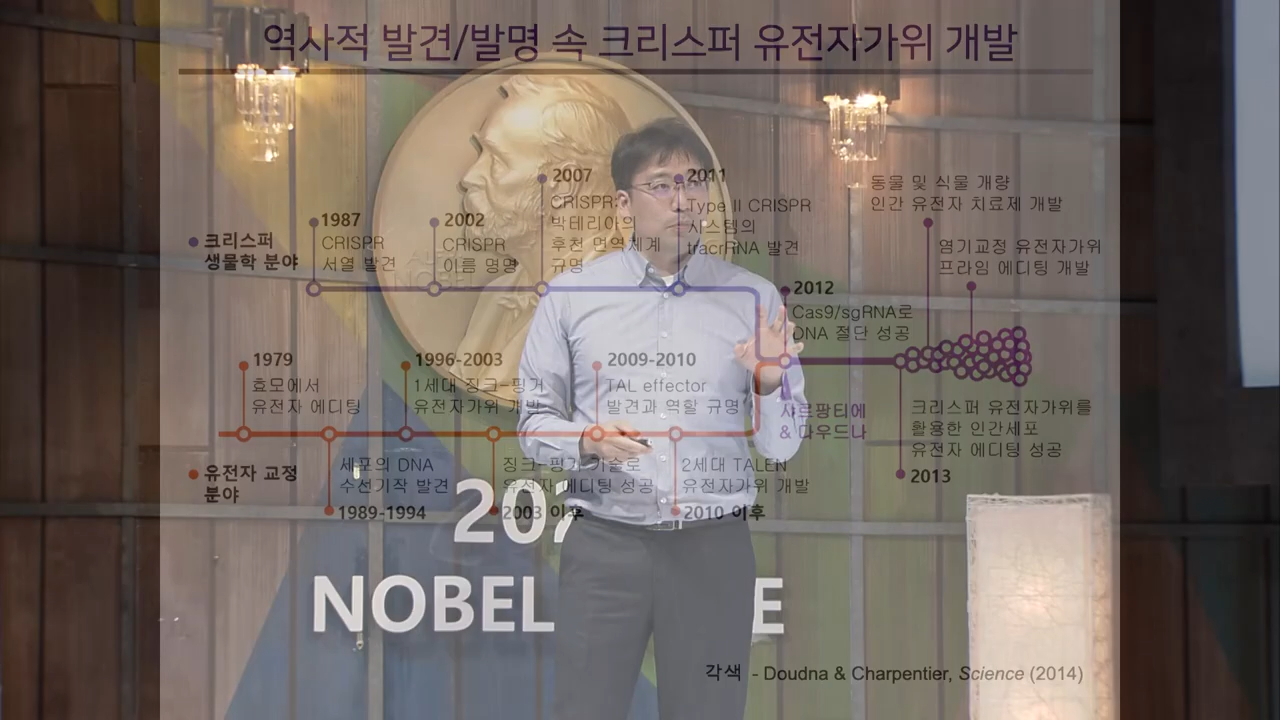 역사적 발견/발명 속 크리스퍼 유전자가위 개발
크리스퍼
생물학 분야
1987
CRISPR
서열 발견
2002
CRISPR
이름 명명
2007
CRISPR:
박테리아의
후천 면역체계
규명
2011
Type II CRISPR
시스템의
tracrRNA 발견
2012
Cas9/sgRNA로
DNA 절단 성공
샤르팡티에
& 다우드나
동물 및 식물 개량
인간 유전자 치료제 개발
염기교정 유전자가위
프라임 에디팅 개발
크리스퍼 유전자가위를
활용한 인간세포
유전자 에디팅 성공
2013
1979
효모에서
유전자 에디팅
1996-2003
1세대 징크-핑거
유전자가위 개발
2009-2010
TAL effector
발견과 역할 규명
유전자 교정
분야
세포의 DNA
수선기작 발견
1989-1994
징크-핑거 기술로
유전자 에디팅 성공
2003 이후
2세대 TALEN
유전자가위 개발
2010 이후
202
NOBEL E
각색 - Doudna & Charpentier, Science (2014)